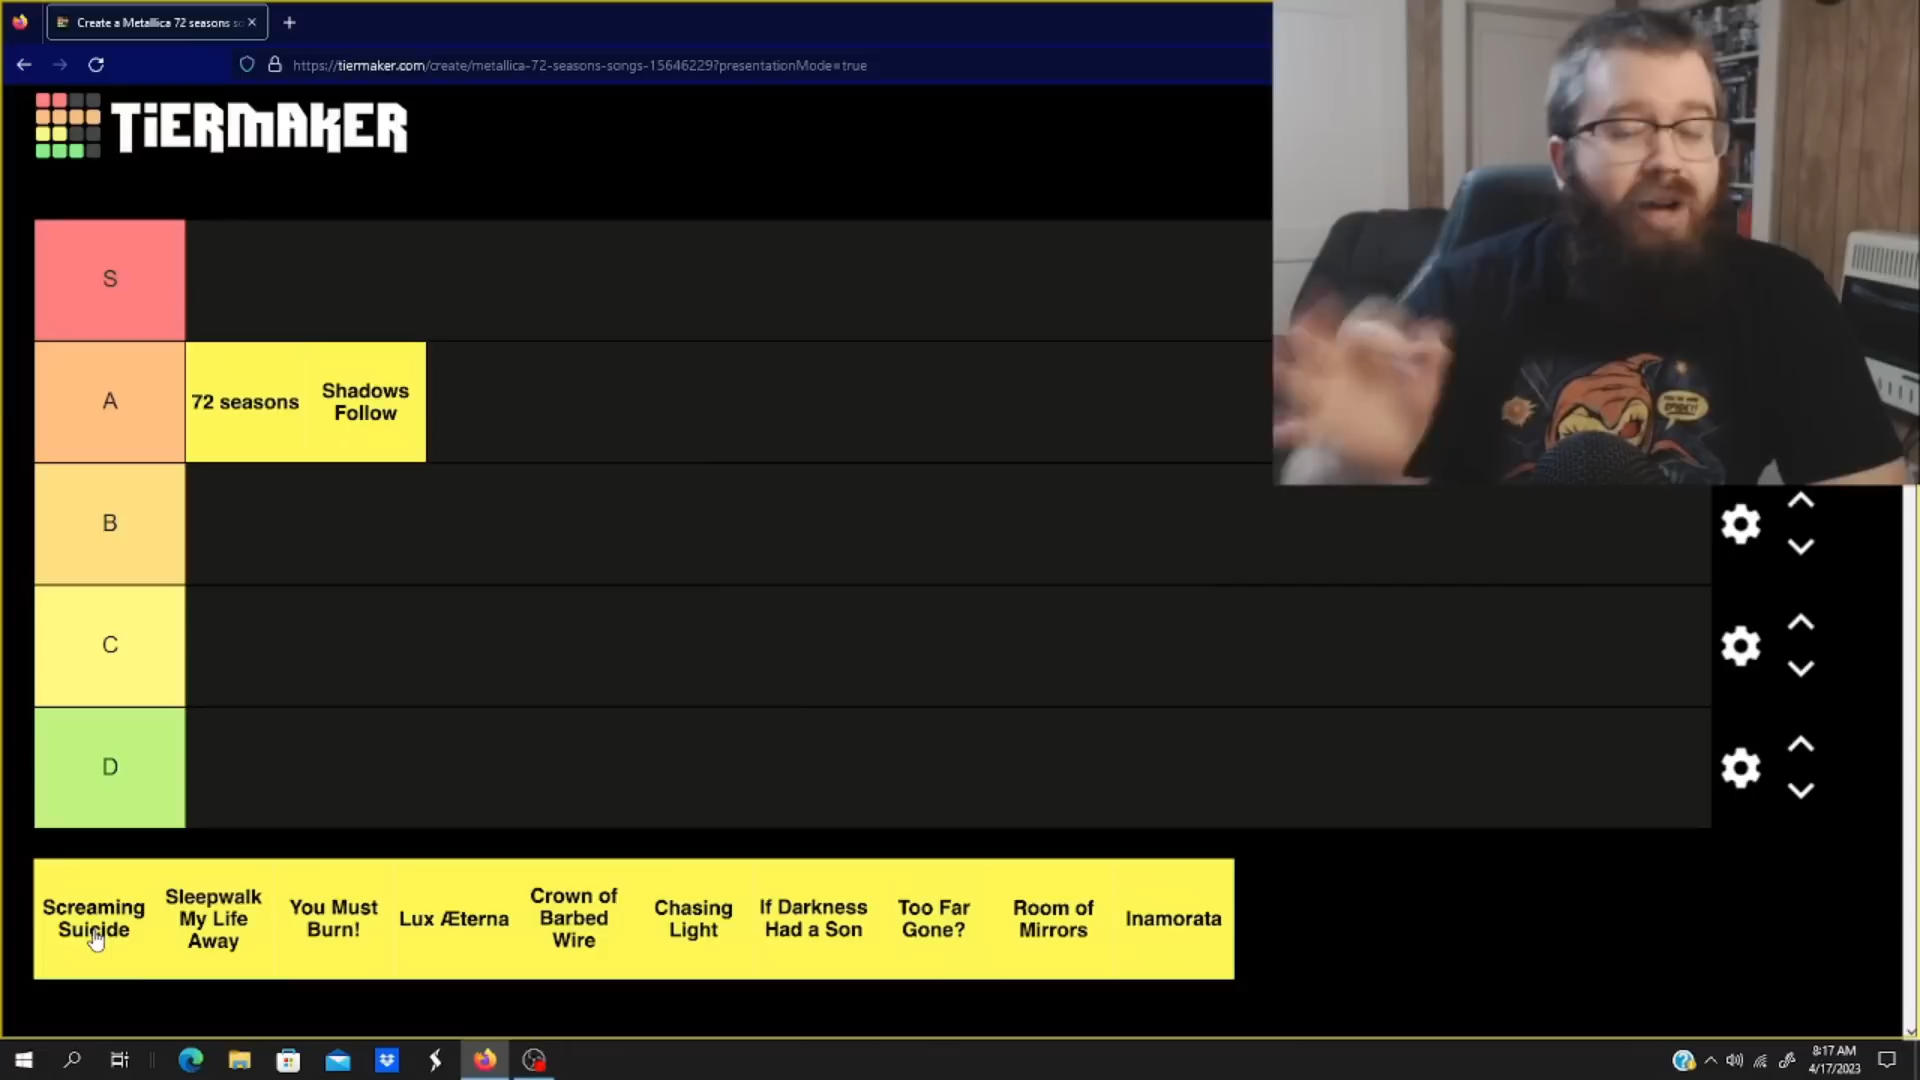 Create a Metallica 72 seasons so
https://tiermaker.com/create/metallica-72-seasons-songs-15646229?presentationMode=true
TiERMAKER
S
A
72 seasons
Shadows
Follow
B
C
D
Screaming
Suicide
Sleepwalk
My Life
Away
You Must
Burn!
Lux Æterna
Crown of
Barbed
Wire
Chasing
Light
If Darkness
Had a Son
Too Far
Gone?
Room of
Mirrors
Inamorata
8:17 AM
4/17/2023